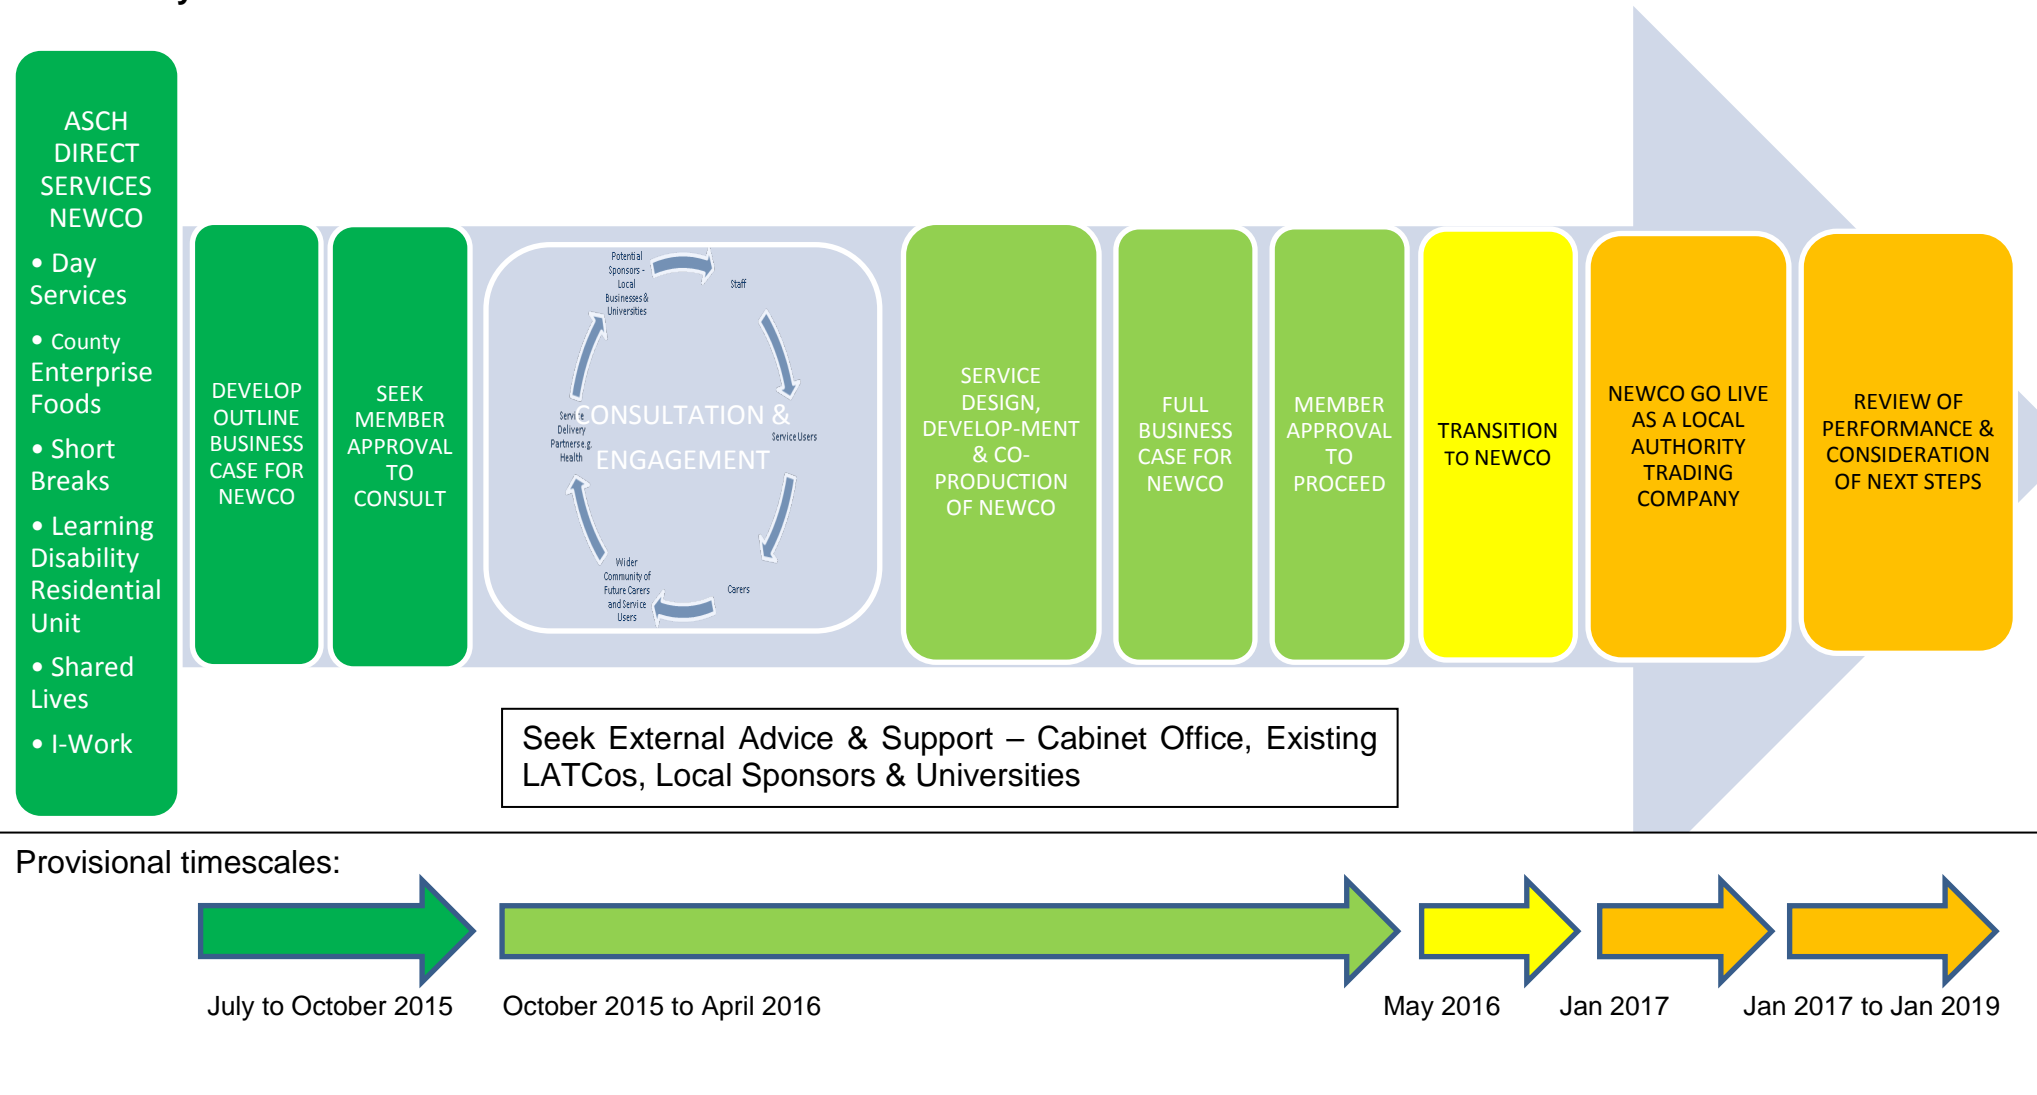 ASCH
DIRECT
SERVICES
NEWCO
• Day
Services
• County
Enterprise
Foods
• Short
Breaks
• Learning
Disability
Residential
Unit
• Shared
Lives
• I-Work
DEVELOP
OUTLINE
BUSINESS
CASE FOR
NEWCO
SEEK
MEMBER
APPROVAL
TO
CONSULT
Potential
Sponsors -
Local
Businesses &
Universities
Staff
Service Users
Carers
Wider
Community of
Future Carers
and Service
Users
Service
Delivery
Partners e.g.
Health
CONSULTATION &
ENGAGEMENT
SERVICE
DESIGN,
DEVELOP-MENT
& CO-
PRODUCTION
OF NEWCO
FULL
BUSINESS
CASE FOR
NEWCO
MEMBER
APPROVAL
TO
PROCEED
TRANSITION
TO NEWCO
NEWCO GO LIVE
AS A LOCAL
AUTHORITY
TRADING
COMPANY
REVIEW OF
PERFORMANCE &
CONSIDERATION
OF NEXT STEPS
Seek External Advice & Support – Cabinet Office, Existing
LATCos, Local Sponsors & Universities
Provisional timescales:
July to October 2015
October 2015 to April 2016
May 2016
Jan 2017
Jan 2017 to Jan 2019